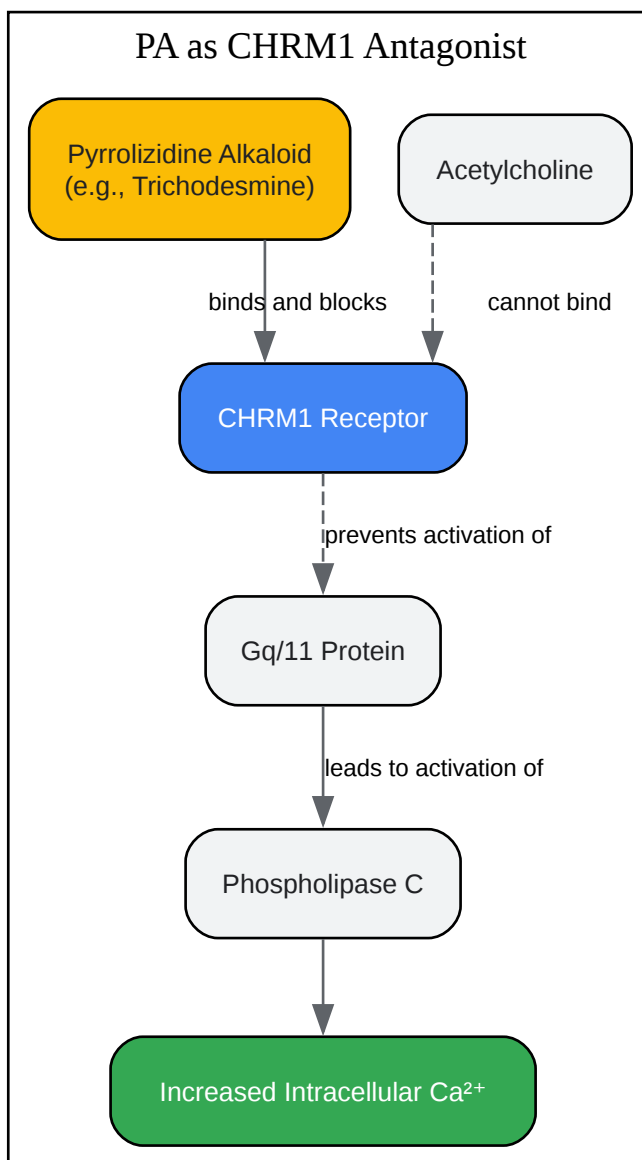 PA as CHRM1 Antagonist
Pyrrolizidine Alkaloid
(e.g., Trichodesmine)
Acetylcholine
binds and blocks
cannot bind
CHRM1 Receptor
prevents activation of
Gq/11 Protein
leads to activation of
Phospholipase C
Increased Intracellular Ca²⁺